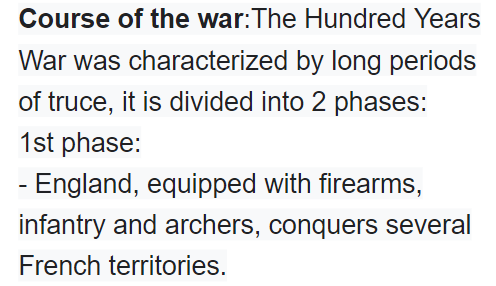 Course of the war:The Hundred Years
War was characterized by long periods
of truce, it is divided into 2 phases:
1st phase:
- England, equipped with firearms,
infantry and archers, conquers several
French territories.